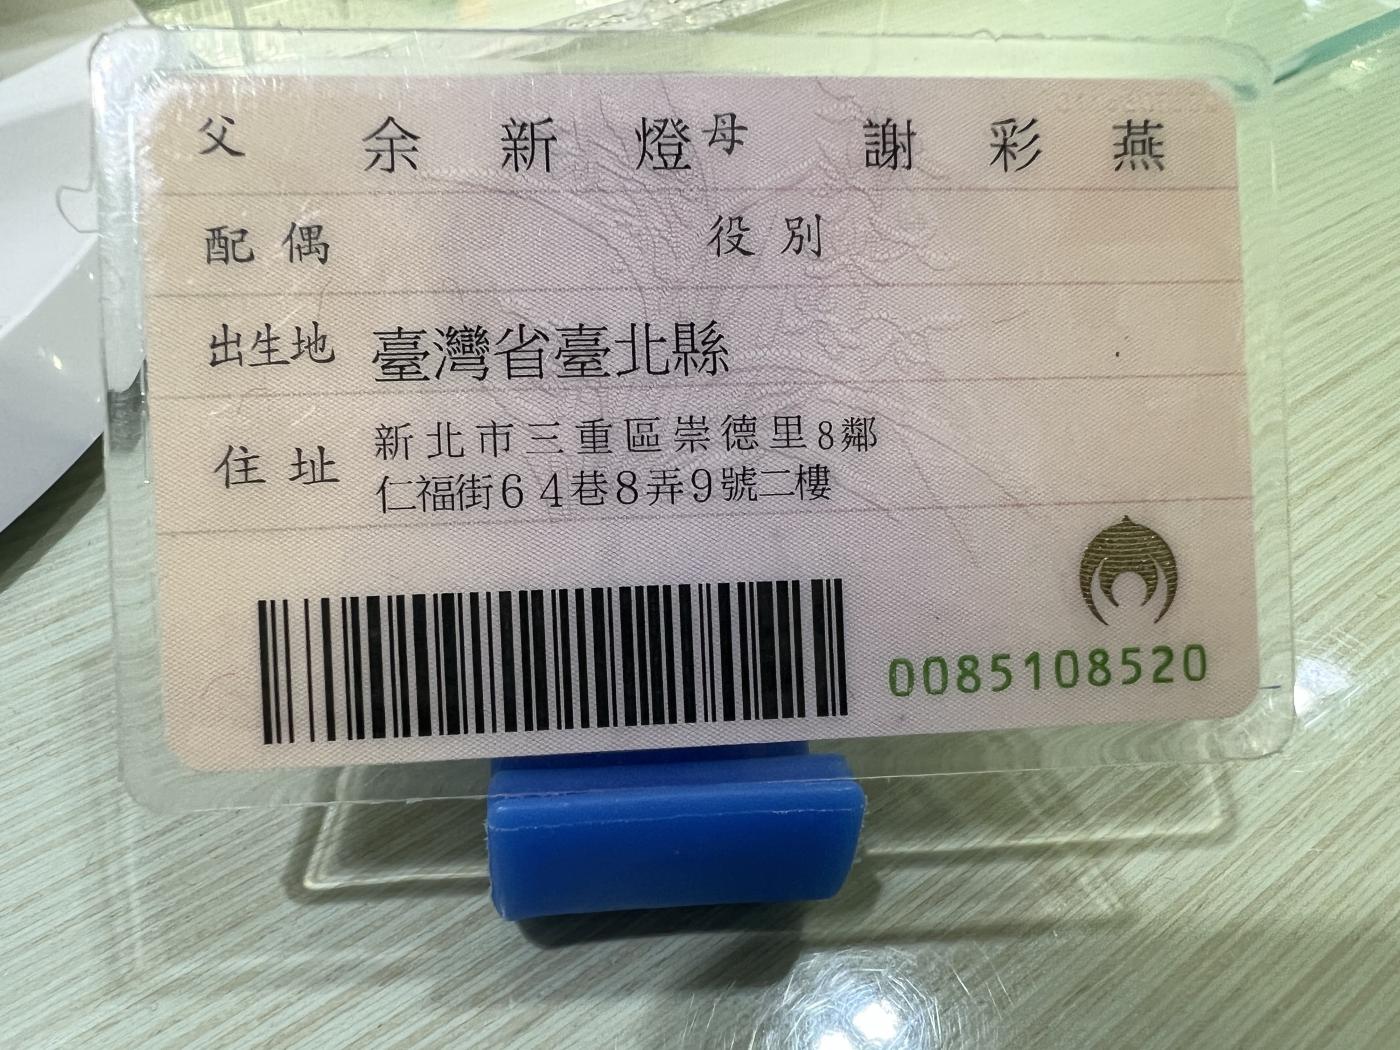 父 余新燈 母 謝彩燕
配偶 役別
出生地 臺灣省臺北縣
住址 新北市三重區崇德里8鄰
仁福街64巷8弄9號二樓
0085108520